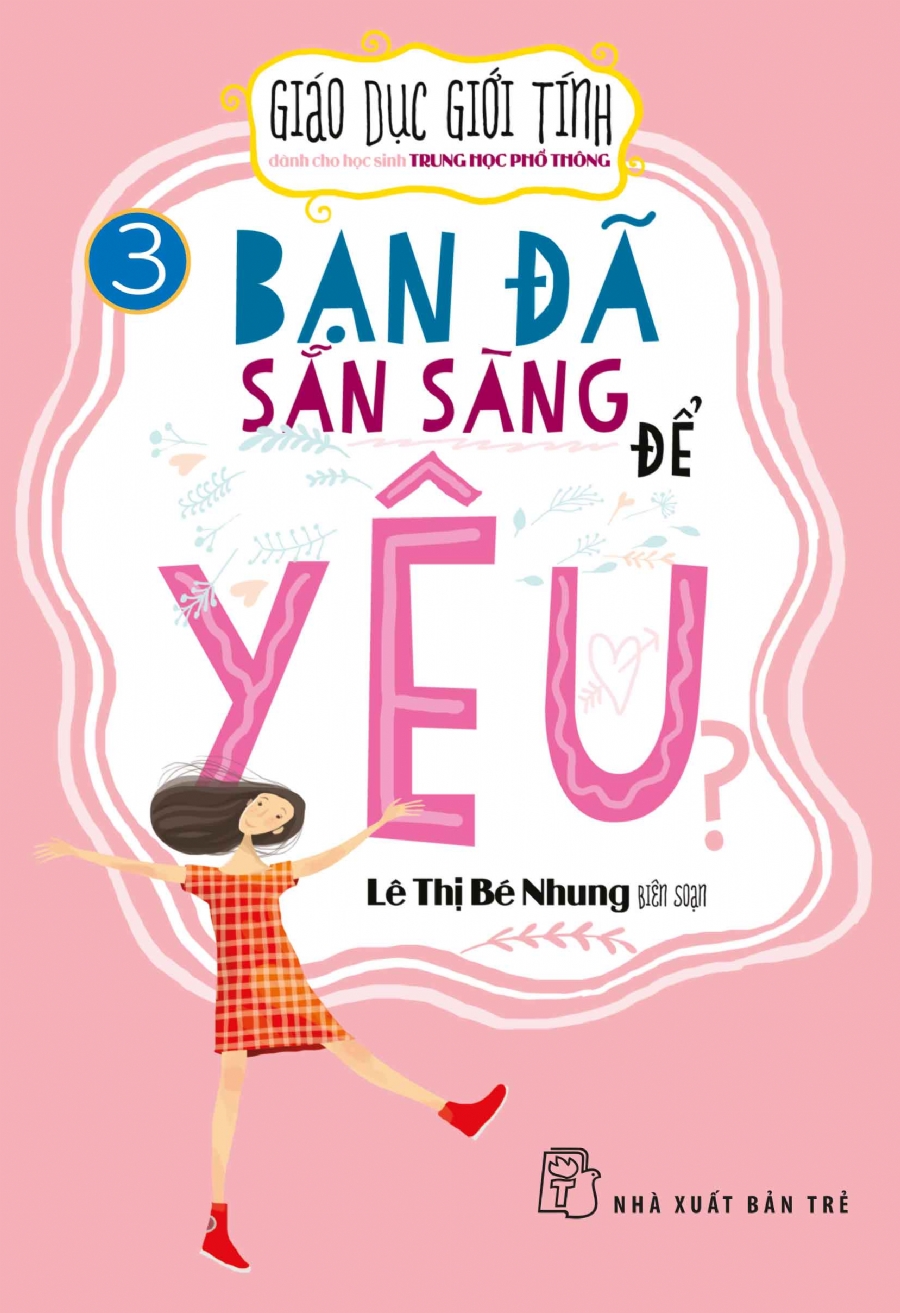 GIÁO DỤC GIỚI TÍNH
dành cho học sinh TRUNG HỌC PHỔ THÔNG
3
BẠN ĐÃ
SẴN SÀNG
ĐỂ
YÊU?
Lê Thị Bé Nhung BIÊN SOẠN
T
NHÀ XUẤT BẢN TRẺ